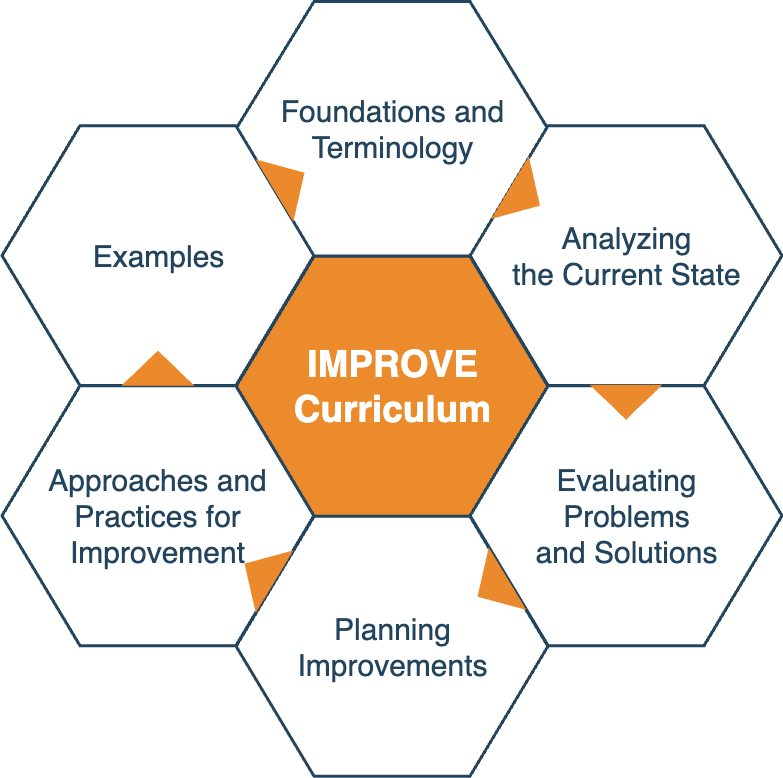 Foundations and
Terminology
Analyzing
the Current State
Evaluating
Problems
and Solutions
Planning
Improvements
Approaches and
Practices for
Improvement
Examples
IMPROVE
Curriculum